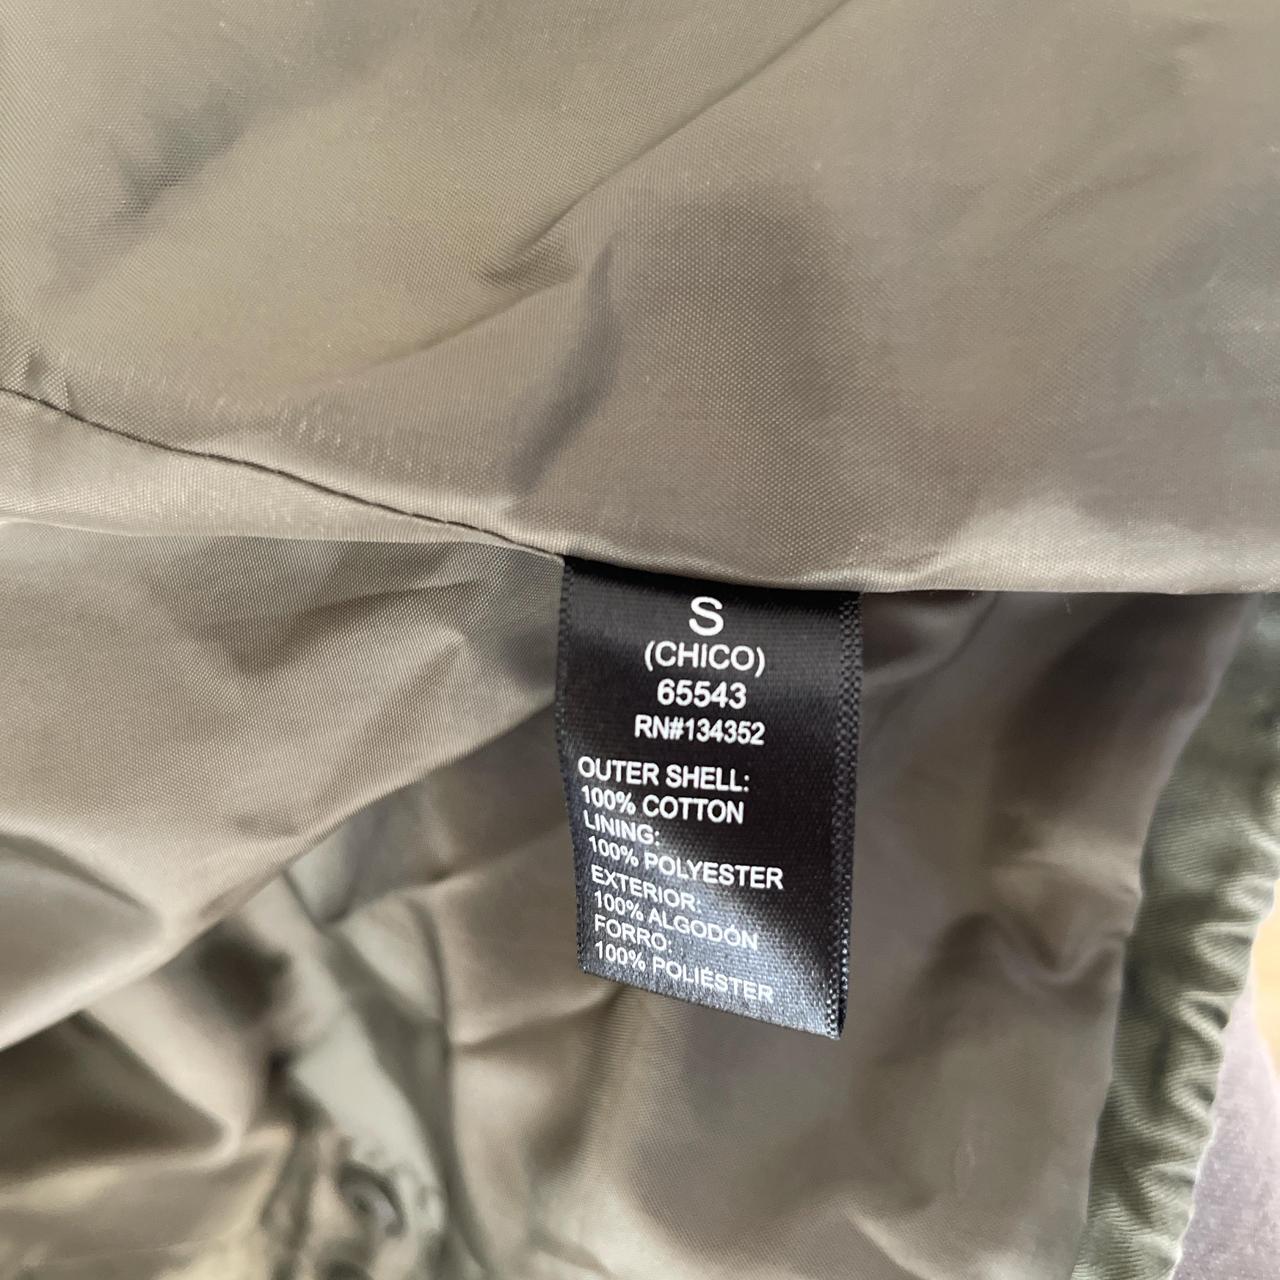 S
(CHICO)
65543
RN#134352
OUTER SHELL:
100% COTTON
LINING:
100% POLYESTER
EXTERIOR:
100% ALGODÓN
FORRO:
100% POLIÉSTER